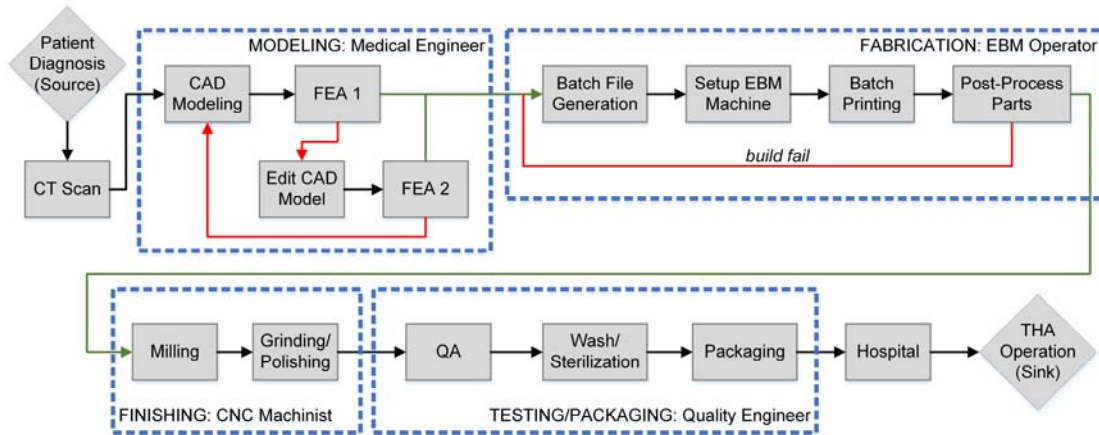 Patient
Diagnosis
(Source)
CT Scan
MODELING: Medical Engineer
CAD
Modeling
FEA 1
Edit CAD
Model
FEA 2
FABRICATION: EBM Operator
Batch File
Generation
Setup EBM
Machine
Batch
Printing
Post-Process
Parts
build fail
Milling
Grinding/
Polishing
FINISHING: CNC Machinist
QA
Wash/
Sterilization
Packaging
TESTING/PACKAGING: Quality Engineer
Hospital
THA
Operation
(Sink)